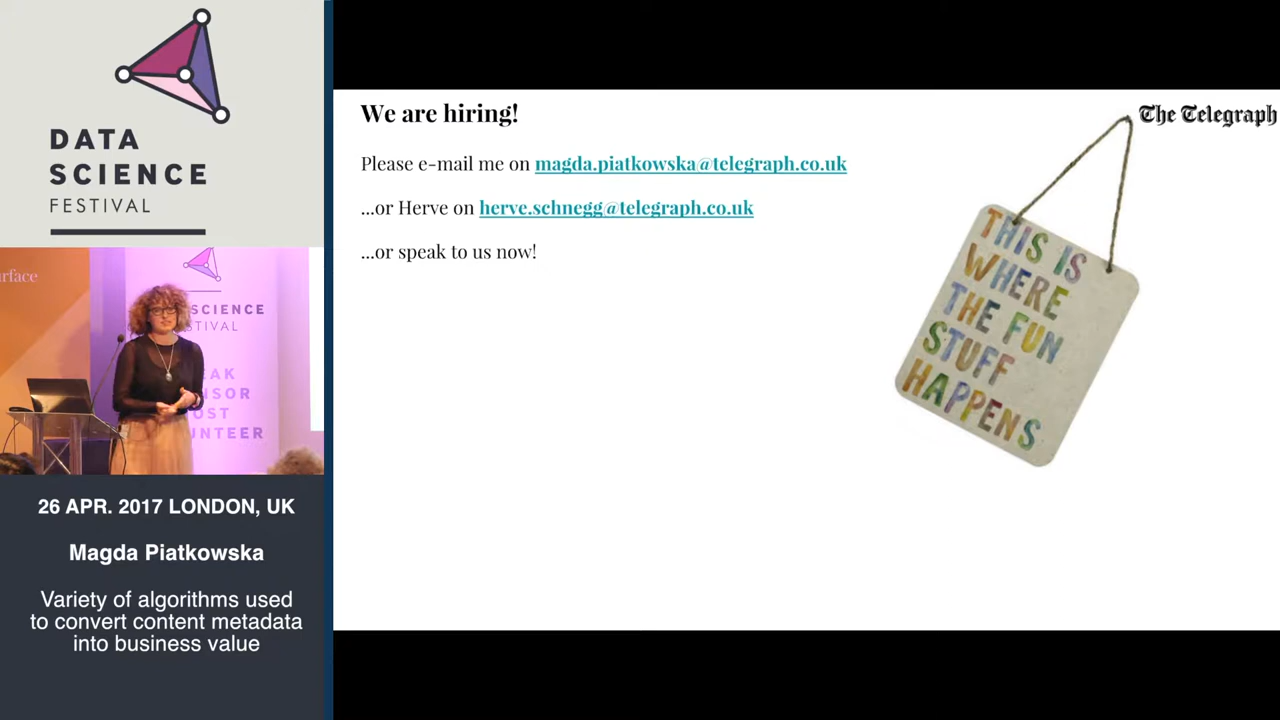 DATA
SCIENCE
FESTIVAL
rface
SCIENCE
STIVAL
EAK
NSOR
OST
UNTEER
26 APR. 2017 LONDON, UK
Magda Piatkowska
Variety of algorithms used
to convert content metadata
into business value
We are hiring!
The Telegraph
Please e-mail me on magda.piatkowska@telegraph.co.uk
...or Herve on herve.schnegg@telegraph.co.uk
...or speak to us now!
THIS IS
WHERE
THE FUN
STUFF
HAPPENS